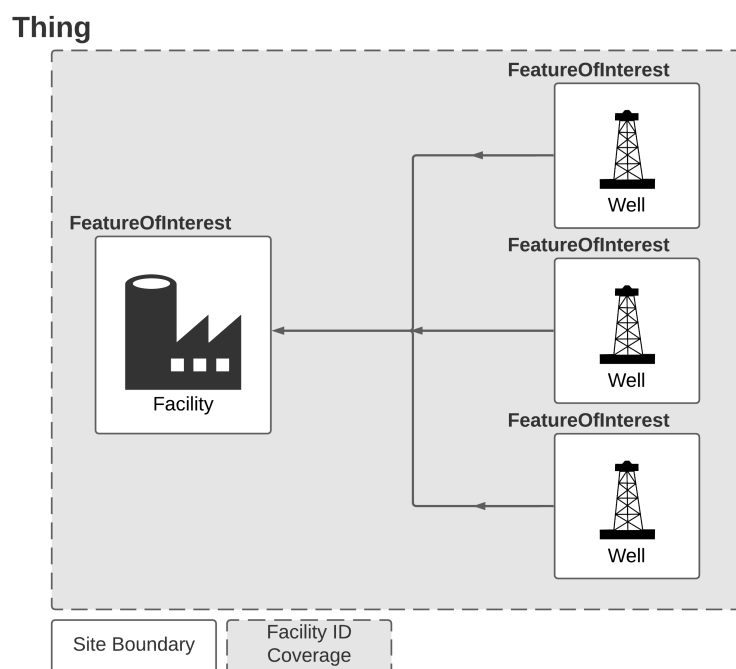 Thing
FeatureOfInterest
Well
FeatureOfInterest
Facility
FeatureOfInterest
Well
FeatureOfInterest
Well
Site Boundary
Facility ID
Coverage